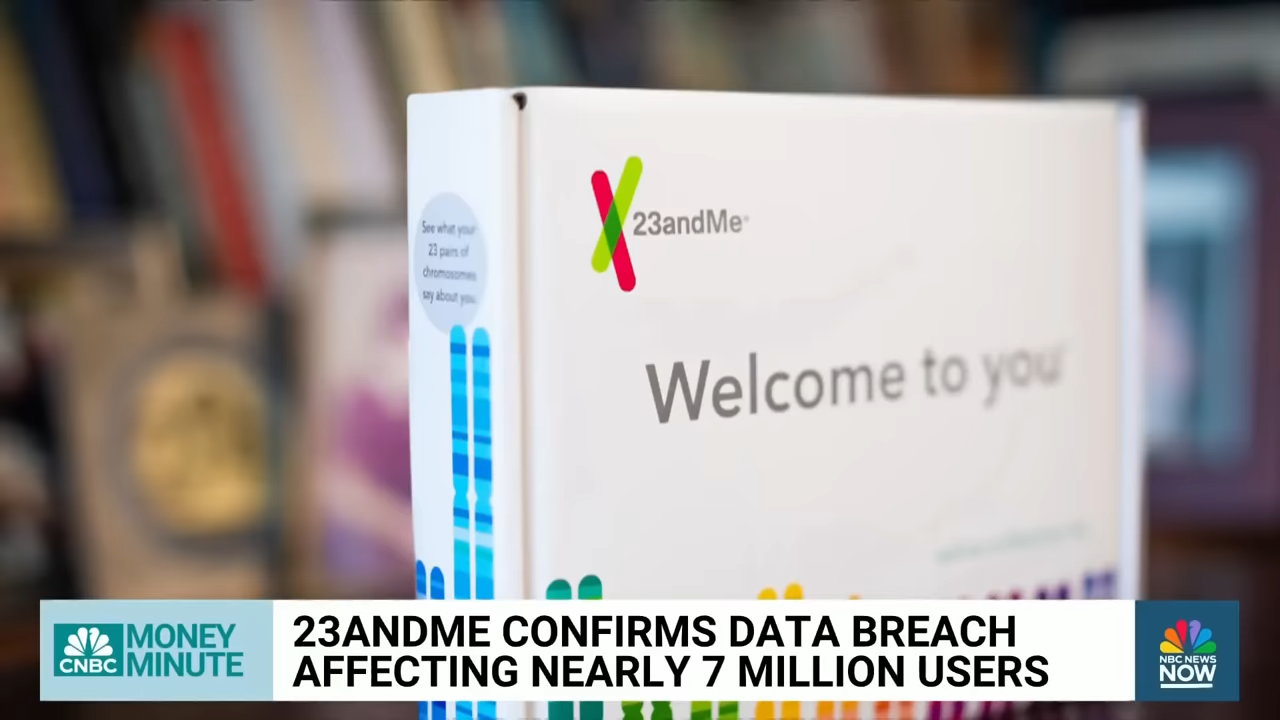 See what your
23 pairs of
chromosomes
say about you.
23andMe
Welcome to you
CNBC
MONEY
MINUTE
23ANDME CONFIRMS DATA BREACH
AFFECTING NEARLY 7 MILLION USERS
NBC NEWS
NOW